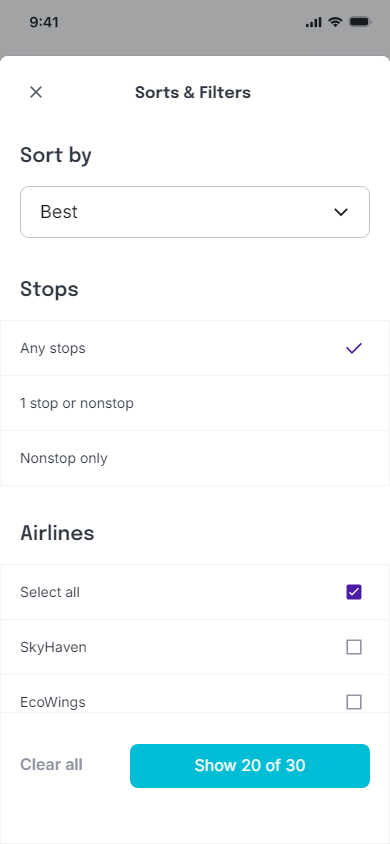 9:41
Sorts & Filters
Sort by
Best
Stops
Any stops
1 stop or nonstop
Nonstop only
Airlines
Select all
SkyHaven
EcoWings
Clear all
Show 20 of 30